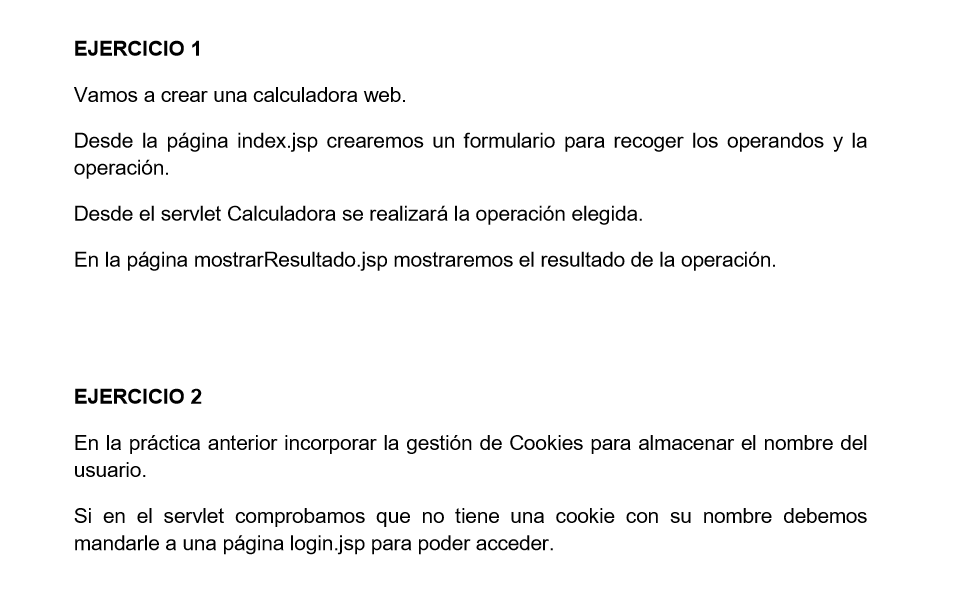 EJERCICIO 1
Vamos a crear una calculadora web.
Desde la página index.jsp crearemos un formulario para recoger los operandos y la
operación.
Desde el servlet Calculadora se realizará la operación elegida.
En la página mostrarResultado.jsp mostraremos el resultado de la operación.
EJERCICIO 2
En la práctica anterior incorporar la gestión de Cookies para almacenar el nombre del
usuario.
Si en el servlet comprobamos que no tiene una cookie con su nombre debemos
mandarle a una página login.jsp para poder acceder.